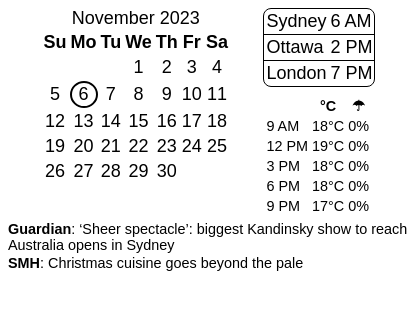 November 2023
Su Mo Tu We Th Fr Sa
1 2 3 4
5 6 7 8 9 10 11
12 13 14 15 16 17 18
19 20 21 22 23 24 25
26 27 28 29 30
Sydney 6 AM
Ottawa 2 PM
London 7 PM
°C ☂
9 AM 18°C 0%
12 PM 19°C 0%
3 PM 18°C 0%
6 PM 18°C 0%
9 PM 17°C 0%
Guardian: ‘Sheer spectacle’: biggest Kandinsky show to reach
Australia opens in Sydney
SMH: Christmas cuisine goes beyond the pale